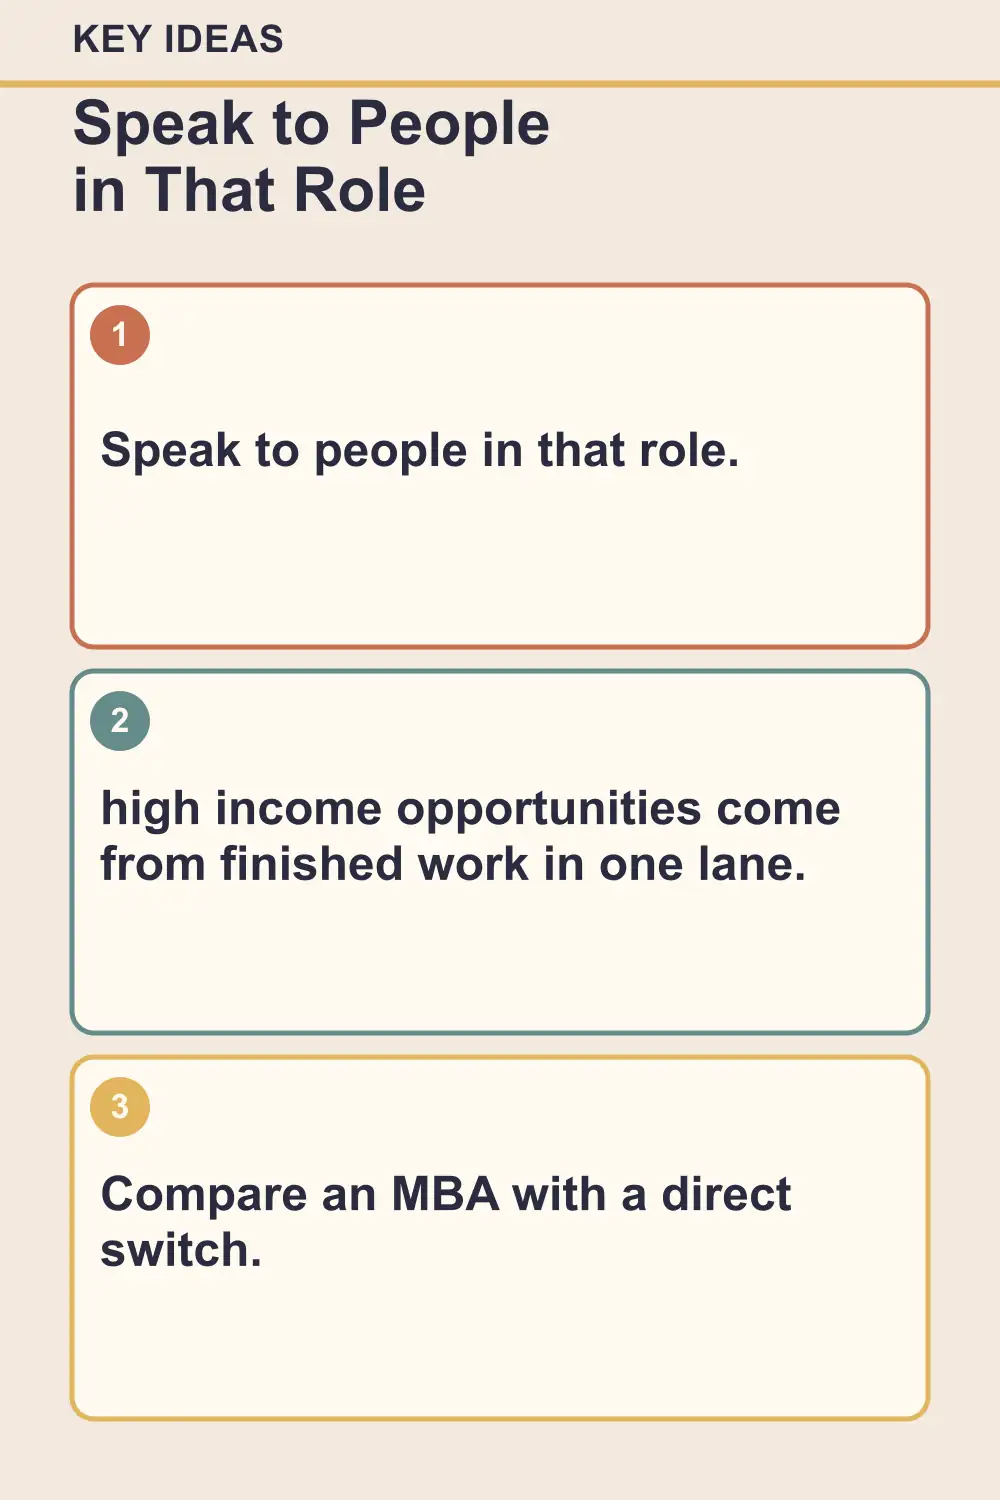 KEY IDEAS
Speak to People
in That Role
1
Speak to people in that role.
2
high income opportunities come
from finished work in one lane.
3
Compare an MBA with a direct
switch.